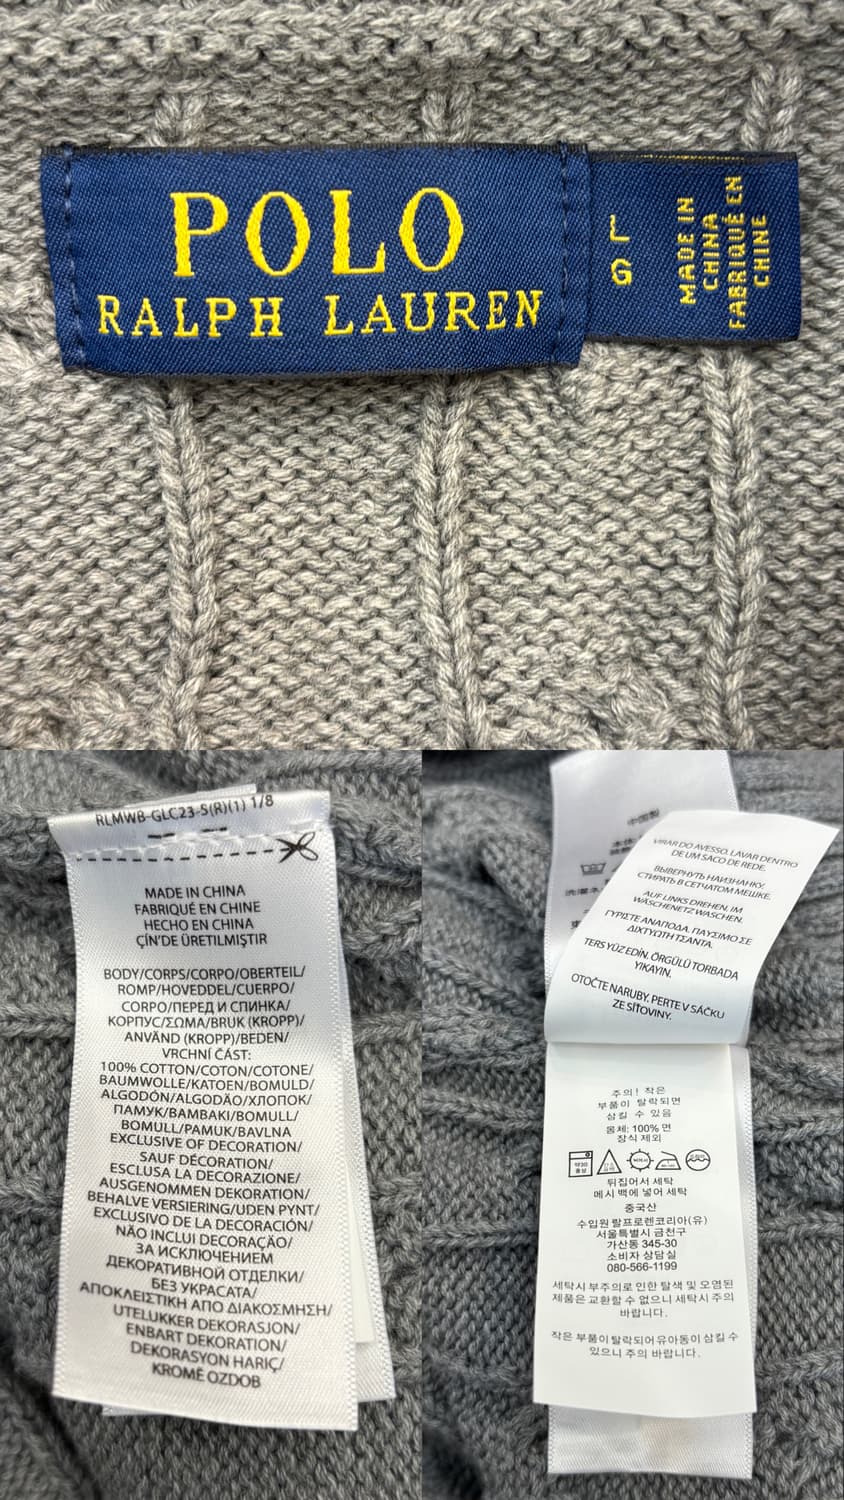 POLO
RALPH LAUREN
L
G
MADE IN
CHINA
FABRIQUÉ EN
CHINE
RLMWB-GLC23-S(R)(1) 1/8
MADE IN CHINA
FABRIQUÉ EN CHINE
HECHO EN CHINA
ÇİN'DE ÜRETILMIŞTIR
BODY/CORPS/CORPO/OBERTEIL/
ROMP/HOVEDDEL/CUERPO/
CORPO/ПЕРЕД И СПИНКА/
КОРПУС/ΣΩΜΑ/BRUK (KROPP)/
ANVÄND (KROPP)/BEDEN/
VRCHNÍ ČÁST:
100% COTTON/COTON/COTONE/
BAUMWOLLE/KATOEN/BOMULD/
ALGODÓN/ALGODÃO/ХЛОПОК/
ПАМУК/BAMBAKI/BOMULL/
BOMULL/PAMUK/BAVLNA
EXCLUSIVE OF DECORATION/
SAUF DÉCORATION/
ESCLUSA LA DECORAZIONE/
AUSGENOMMEN DEKORATION/
BEHALVE VERSIERING/UDEN PYNT/
EXCLUSIVO DE LA DECORACIÓN/
NÃO INCLUI DECORAÇÃO/
ЗА ИСКЛЮЧЕНИЕМ
ДЕКОРАТИВНОЙ ОТДЕЛКИ/
БЕЗ УКРАСАТА/
ΑΠΟΚΛΕΙΣΤΙΚΗ ΑΠΟ ΔΙΑΚΟΣΜΗΣΗ/
UTELUKKER DEKORASJON/
ENBART DEKORATION/
DEKORASYON HARIÇ/
KROMĚ OZDOB
中国製
VIRAR DO AVESSO. LAVAR DENTRO
DE UM SACO DE REDE.
ВЫВЕРНУТЬ НАИЗНАНКУ.
СТИРАТЬ В СЕТЧАТОМ МЕШКЕ.
AUF LINKS DREHEN. IM
WÄSCHENETZ WASCHEN.
ΓΥΡΙΣΤΕ ΑΝΑΠΟΔΑ. ΠΛΥΣΙΜΟ ΣΕ
ΔΙΧΤΥΩΤΗ ΤΣΑΝΤΑ.
TERS YÜZ EDİN. ÖRGÜLÜ TORBADA
YIKAYIN.
OTOČTE NARUBY. PERTE V SÁČKU
ZE SÍŤOVINY.
주의! 작은
부품이 탈락되면
삼킬 수 있음
몸체: 100% 면
장식 제외
뒤집어서 세탁
메시 백에 넣어 세탁
중국산
수입원 랄프로렌코리아(유)
서울특별시 금천구
가산동 345-30
소비자 상담실
080-566-1199
세탁시 부주의로 인한 탈색 및 오염된
제품은 교환할 수 없으니 세탁시 주의
바랍니다.
작은 부품이탈락되어유아동이 삼킬 수
있으니 주의 바랍니다.